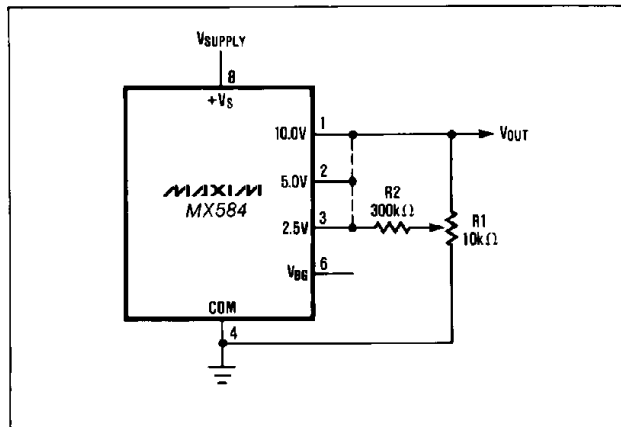 VSUPPLY
8
+VS
10.0V
1
VOUT
5.0V
2
MAXIM
MX584
2.5V
3
R2
300kΩ
R1
10kΩ
VBG
6
COM
4